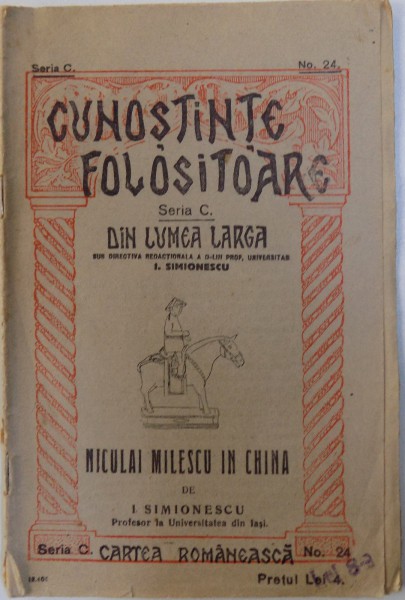 Seria C. No. 24.
CUNOȘTINȚE
FOLOSITOARE
Seria C.
DIN LUMEA LARGA
SUB DIRECTIVA REDACȚIONALA A D-LUI PROF. UNIVERSITAR
I. SIMIONESCU
NICULAI MILESCU IN CHINA
DE
I. SIMIONESCU
Profesor la Universitatea din Iași.
Seria C. CARTEA ROMÂNEASCĂ No. 24
Prețul Lei 4.